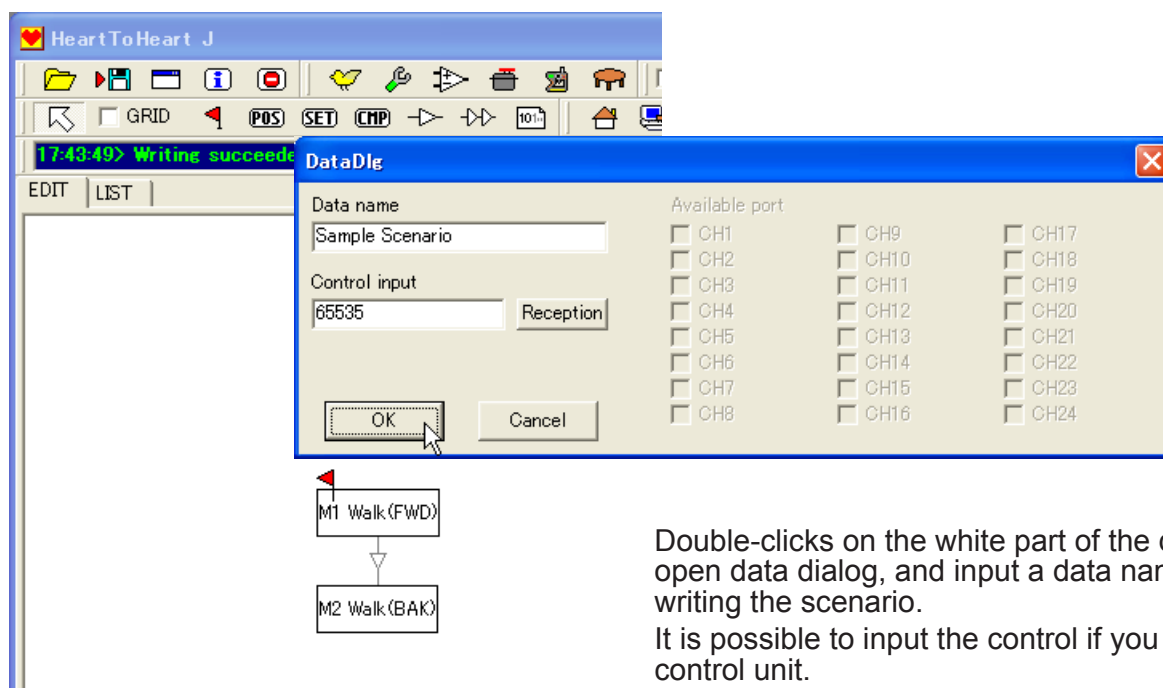 HeartToHeart J
GRID
POS
SET
CMP
17:43:49> Writing succeede
DataDlg
EDIT
LIST
Data name
Sample Scenario
Control input
65535
Reception
OK
Cancel
Available port
CH1 CH9 CH17
CH2 CH10 CH18
CH3 CH11 CH19
CH4 CH12 CH20
CH5 CH13 CH21
CH6 CH14 CH22
CH7 CH15 CH23
CH8 CH16 CH24
M1 Walk(FWD)
M2 Walk(BAK)
Double-clicks on the white part of the
open data dialog, and input a data
writing the scenario.
It is possible to input the control if you
control unit.